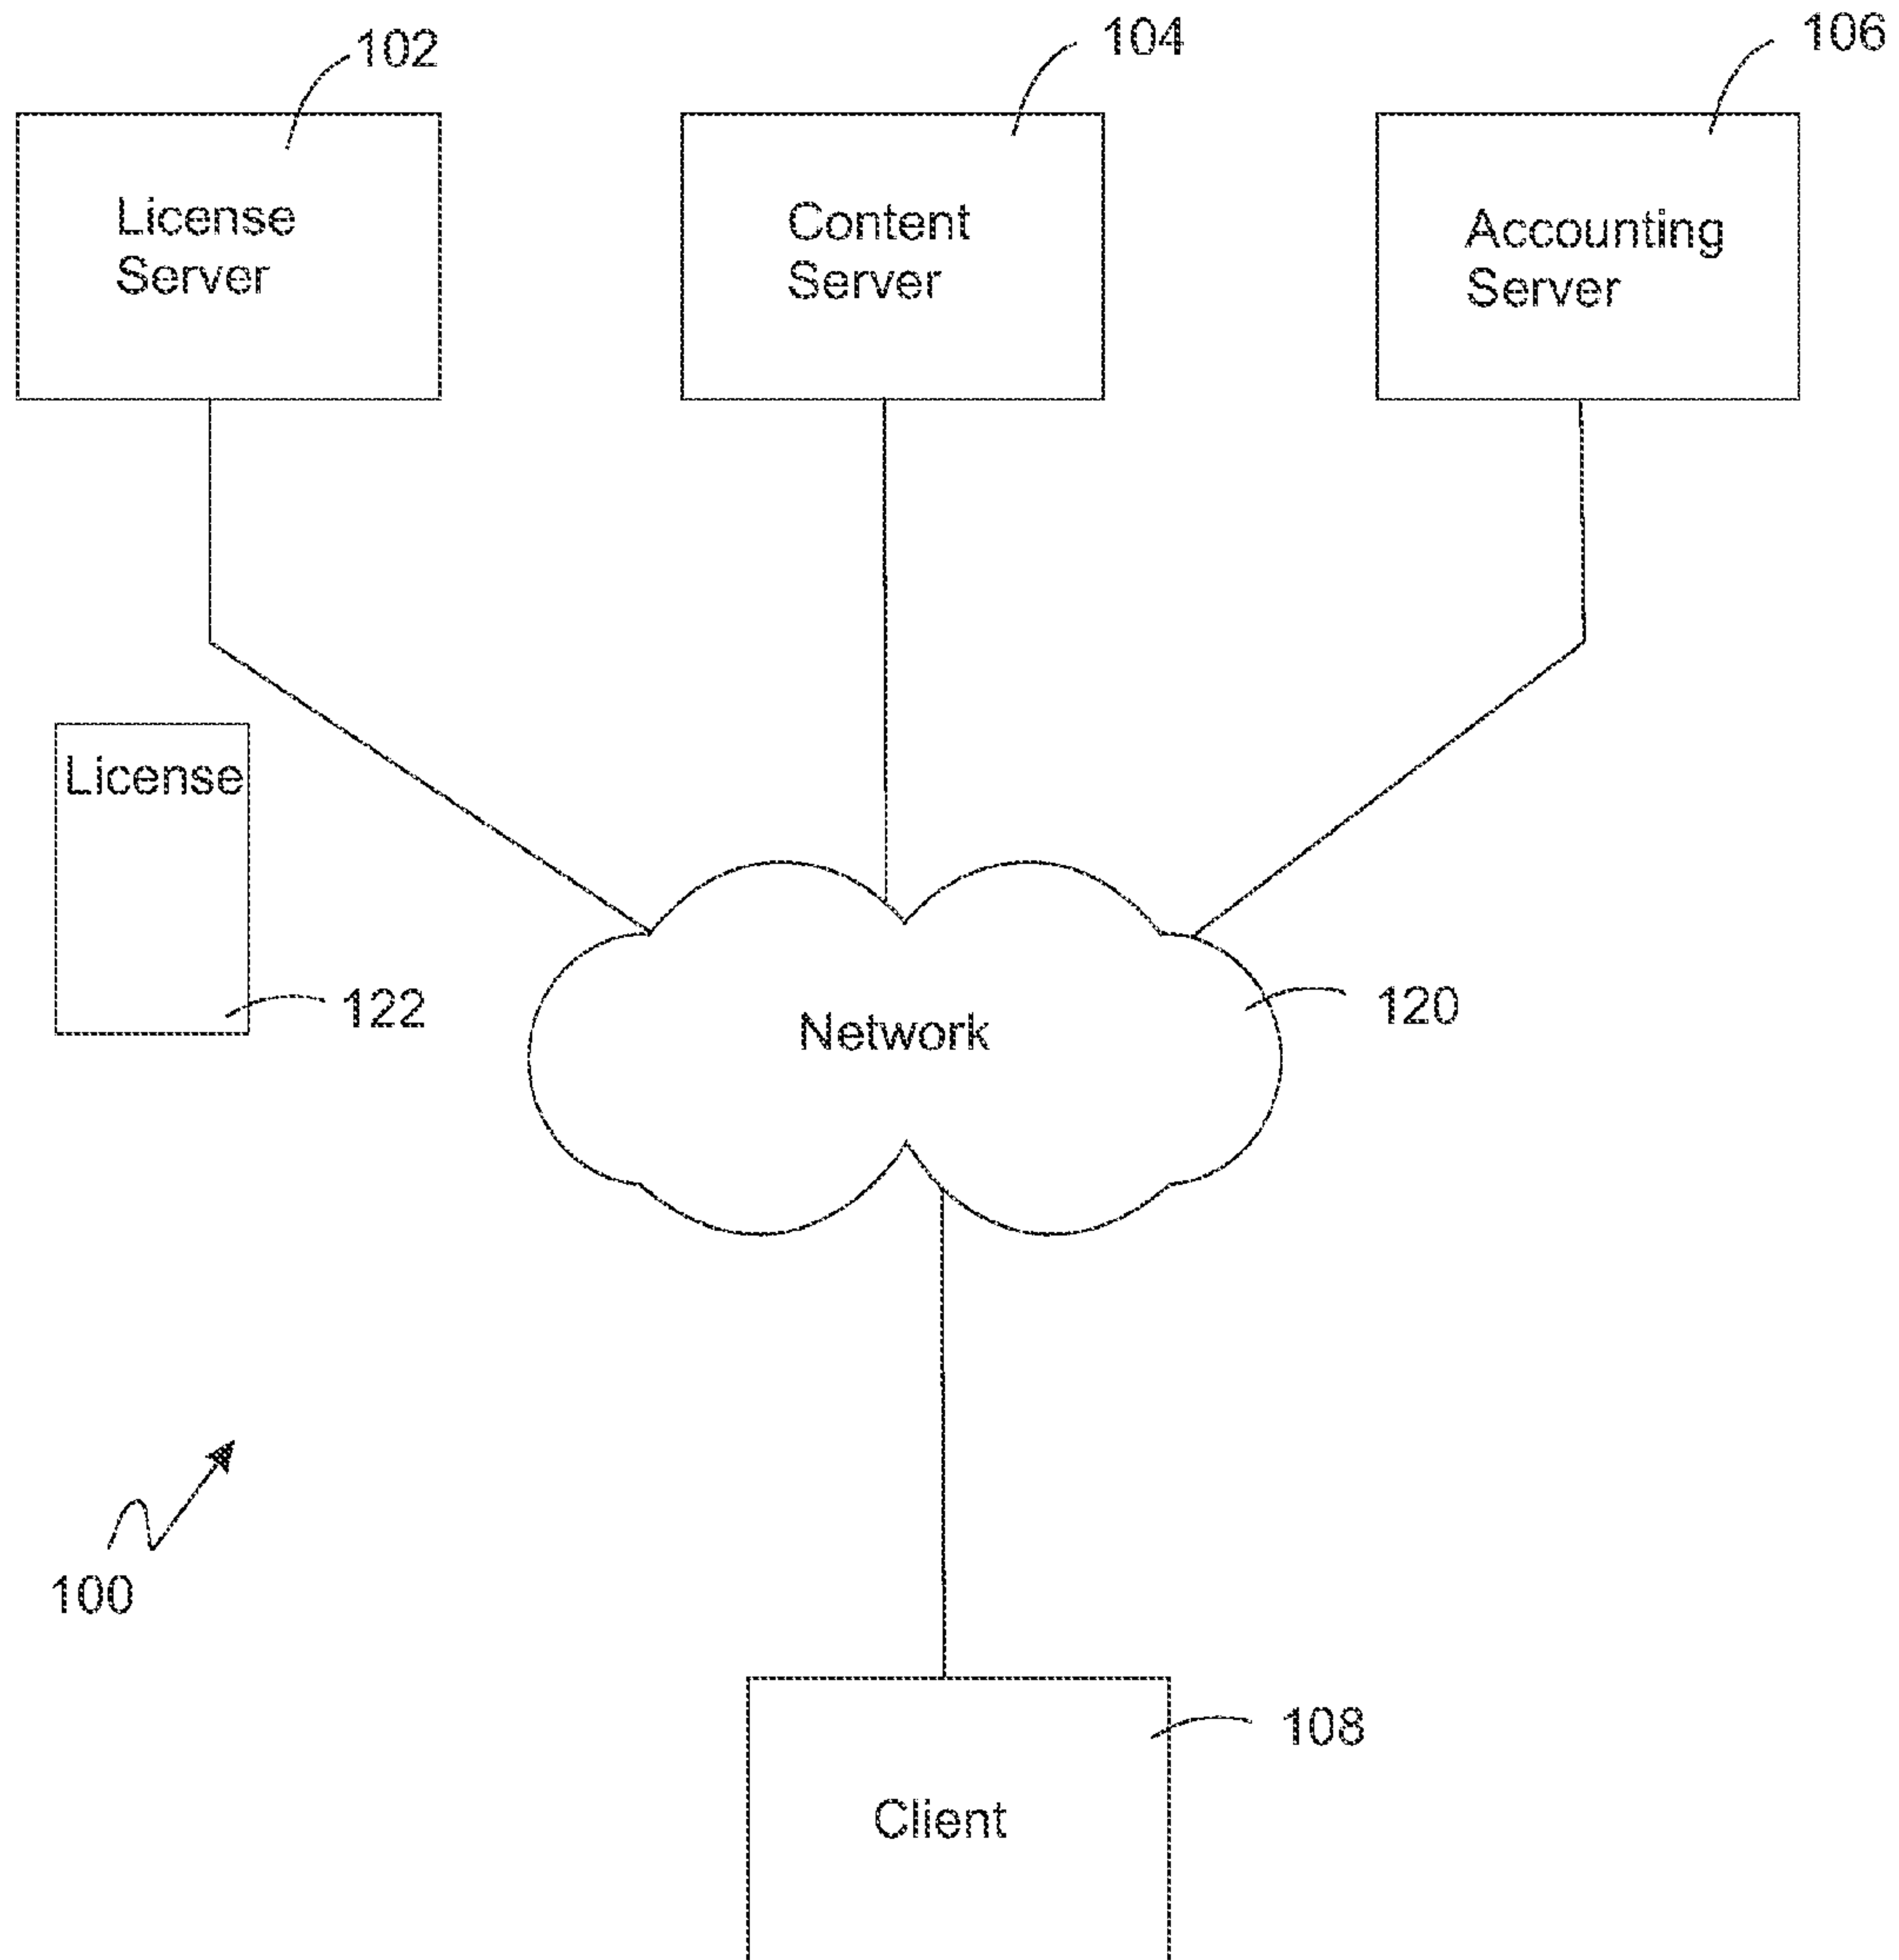 102
104
106
License
Server
Content
Server
Accounting
Server
License
122
Network
120
100
108
Client